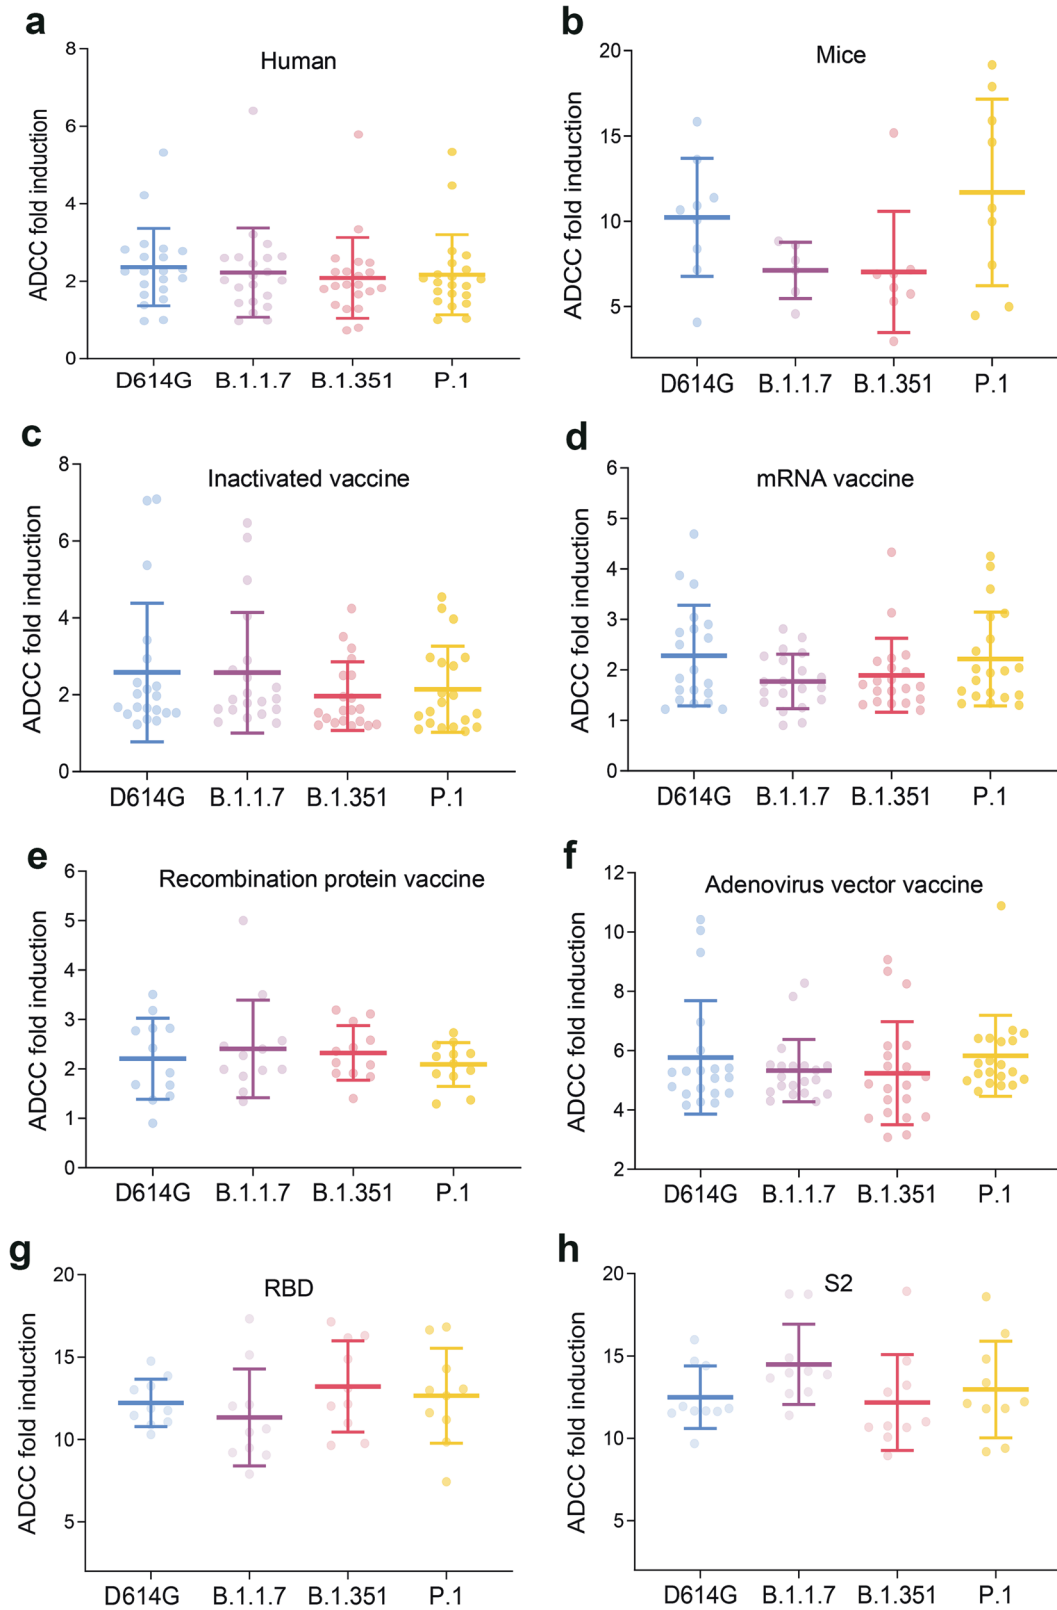 a
Human
ADCC fold induction
8
6
4
2
0
D614G B.1.1.7 B.1.351 P.1
b
Mice
ADCC fold induction
20
15
10
5
D614G B.1.1.7 B.1.351 P.1
c
Inactivated vaccine
ADCC fold induction
8
6
4
2
0
D614G B.1.1.7 B.1.351 P.1
d
mRNA vaccine
ADCC fold induction
6
5
4
3
2
1
0
D614G B.1.1.7 B.1.351 P.1
e
Recombination protein vaccine
ADCC fold induction
6
5
4
3
2
1
0
D614G B.1.1.7 B.1.351 P.1
f
Adenovirus vector vaccine
ADCC fold induction
12
10
8
6
4
2
D614G B.1.1.7 B.1.351 P.1
g
RBD
ADCC fold induction
20
15
10
5
D614G B.1.1.7 B.1.351 P.1
h
S2
ADCC fold induction
20
15
10
5
D614G B.1.1.7 B.1.351 P.1